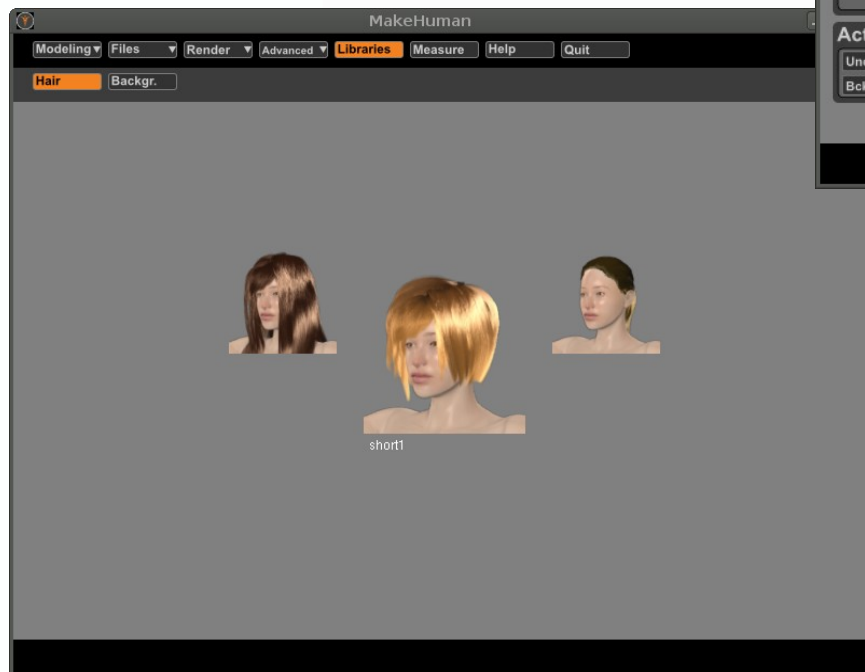 MakeHuman
Modeling Files Render Advanced Libraries Measure Help Quit
Hair Backgr.
short1